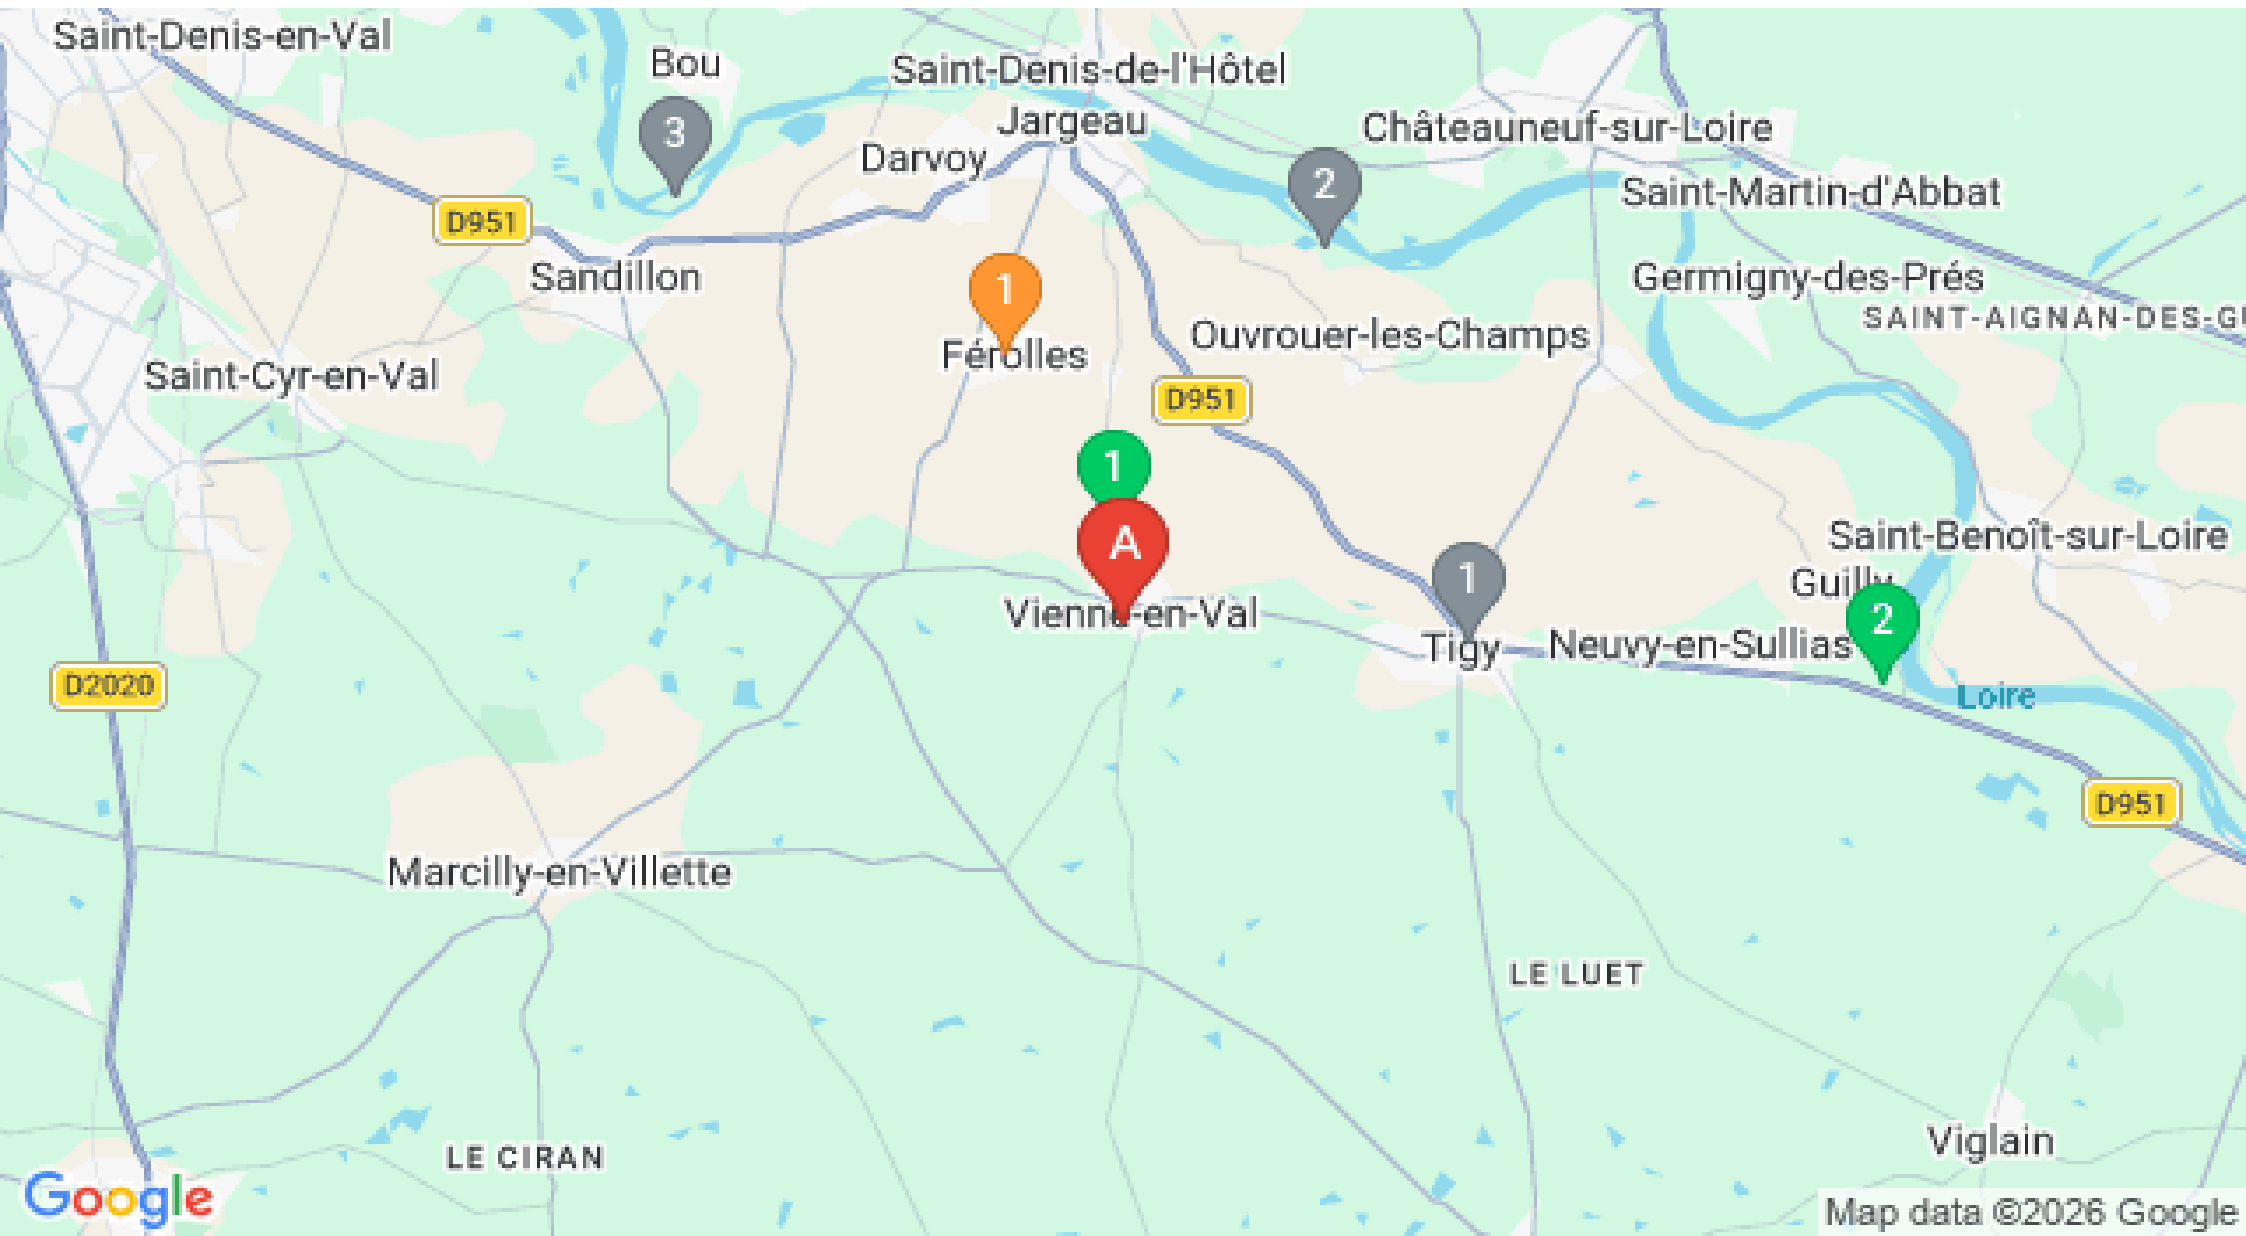 Saint-Denis-en-Val
Bou
Saint-Denis-de-l'Hôtel
3
Jargeau
Châteauneuf-sur-Loire
Darvoy
2
Saint-Martin-d'Abbat
D951
Sandillon
Germigny-des-Prés
1
SAINT-AIGNAN-DES-GU
Ouvrouer-les-Champs
Férolles
Saint-Cyr-en-Val
D951
1
A
Saint-Benoît-sur-Loire
1
Guilly
Vienne-en-Val
2
Tigy
Neuvy-en-Sullias
D2020
Loire
D951
Marcilly-en-Villette
LE LUET
Viglain
LE CIRAN
Google
Map data ©2026 Google